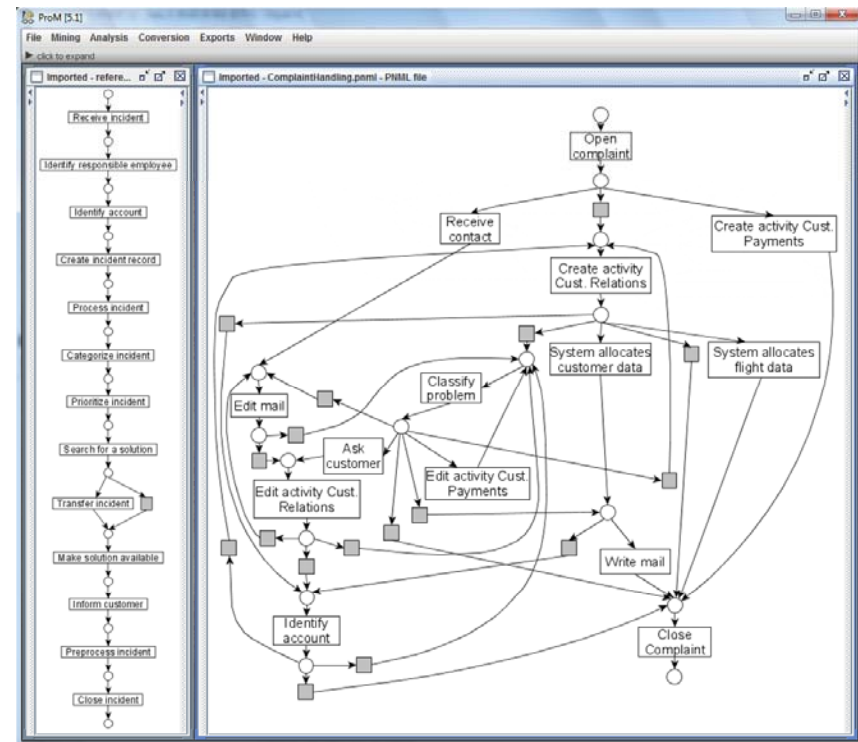 ProM [5.1]
File Mining Analysis Conversion Exports Window Help
click to expand
Imported - refere...
Receive incident
Identify responsible employee
Identify account
Create incident record
Process incident
Categorize incident
Prioritize incident
Search for a solution
Transfer incident
Make solution available
Inform customer
Preprocess incident
Close incident
Imported - ComplaintHandling.pnml - PNML file
Open
complaint
Receive
contact
Create activity Cust.
Payments
Create activity
Cust. Relations
System allocates
customer data
System allocates
flight data
Classify
problem
Edit mail
Ask
customer
Edit activity Cust.
Payments
Edit activity Cust.
Relations
Write mail
Identify
account
Close
Complaint